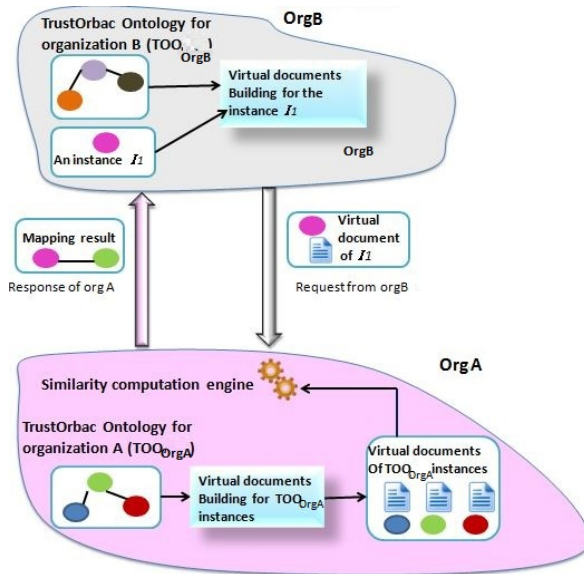 TrustOrbac Ontology for
organization B (TOO OrgB)
OrgB
Virtual documents
Building for the
instance I1
An instance I1
OrgB
Mapping result
Response of org A
Virtual
document
of I1
Request from orgB
Org A
Similarity computation engine
TrustOrbac Ontology for
organization A (TOOOrgA)
Virtual documents
Building for TOOOrgA
instances
Virtual documents
Of TOOOrgA instances